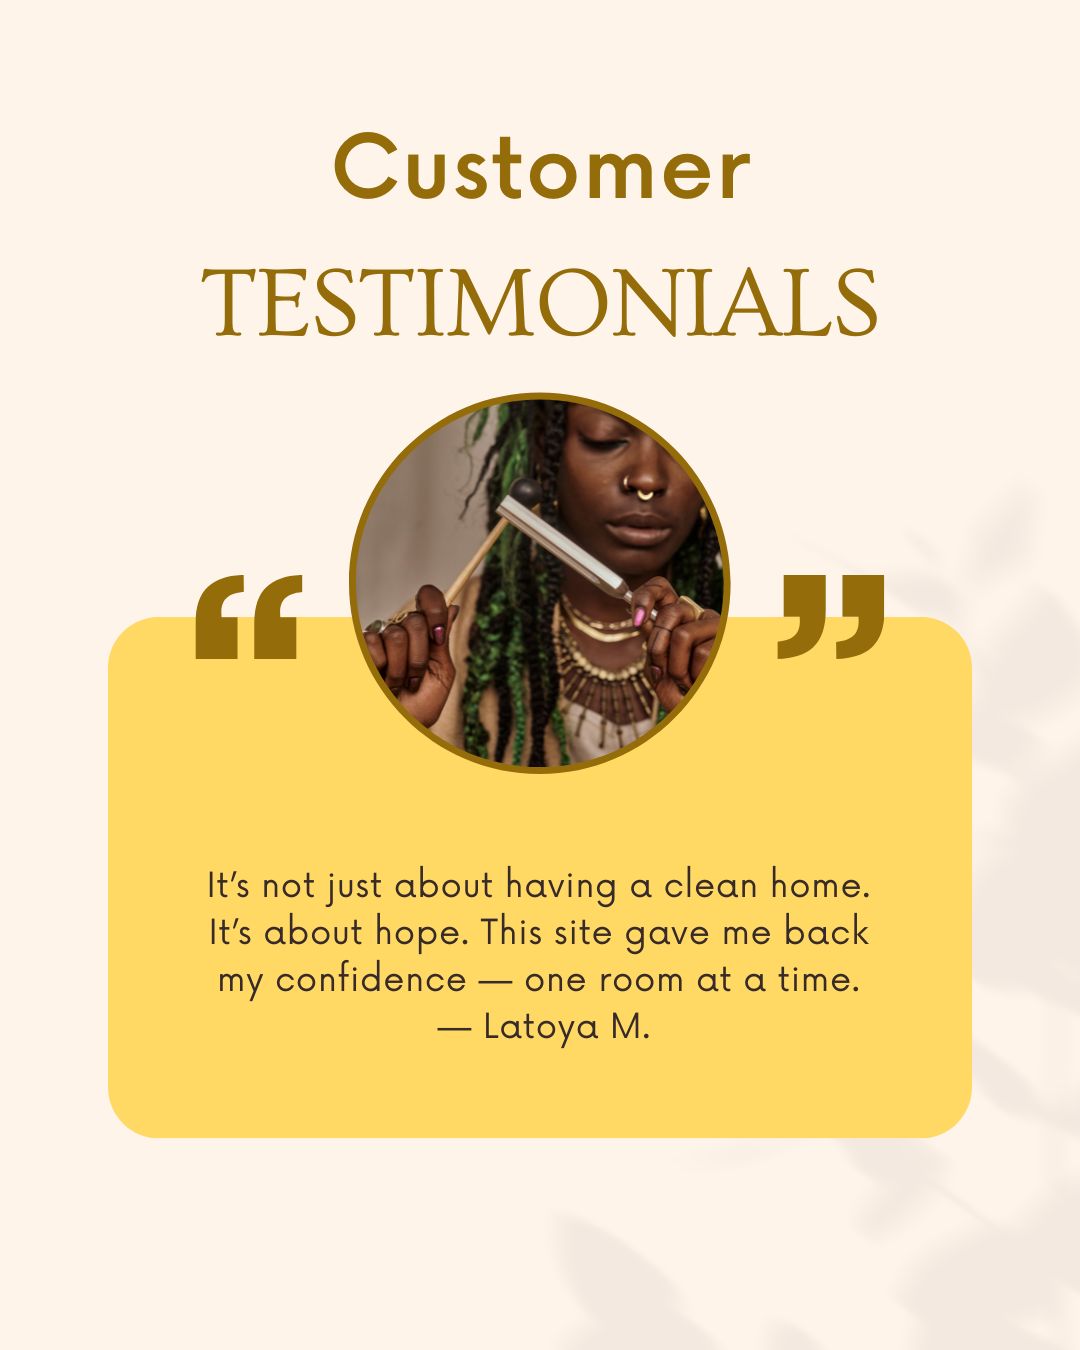 Customer
TESTIMONIALS
“ ”
It’s not just about having a clean home.
It’s about hope. This site gave me back
my confidence — one room at a time.
— Latoya M.